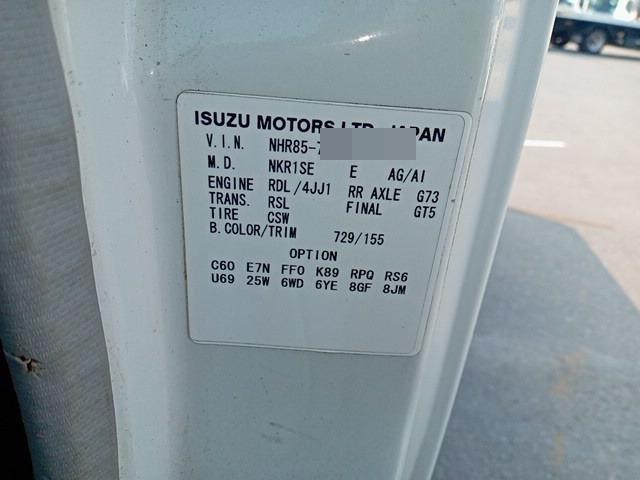 ISUZU MOTORS LTD. JAPAN
V.I.N. NHR85-7
M.D. NKR1SE E AG/AI
ENGINE RDL/4JJ1 RR AXLE G73
TRANS. RSL FINAL GT5
TIRE CSW
B.COLOR/TRIM 729/155
OPTION
C60 E7N FF0 K89 RPQ RS6
U69 25W 6WD 6YE 8GF 8JM